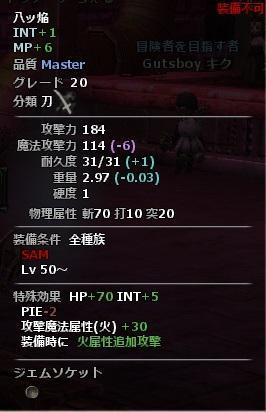 装備不可
八ッ焔
INT+1
MP+6
冒険者を目指す者
Gutsboy キク
品質 Master
グレード 20
分類 刀
攻撃力 184
魔法攻撃力 114 (-6)
耐久度 31/31 (+1)
重量 2.97 (-0.03)
硬度 1
物理属性 斬70 打10 突20
装備条件 全種族
SAM
Lv 50～
特殊効果 HP+70 INT+5
PIE-2
攻撃魔法属性(火) +30
装備時に 火属性追加攻撃
ジェムソケット